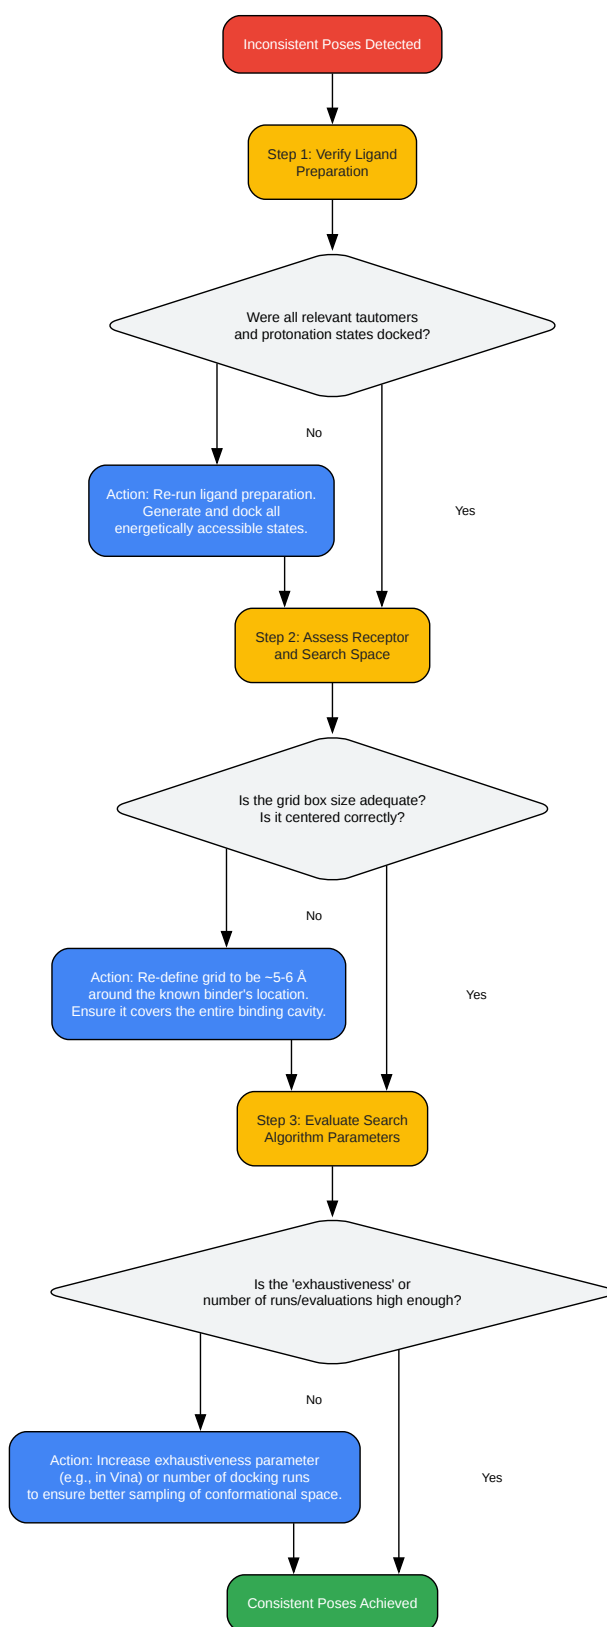 Inconsistent Poses Detected
Step 1: Verify Ligand
Preparation
Were all relevant tautomers
and protonation states docked?
No
Action: Re-run ligand preparation.
Generate and dock all
energetically accessible states.
Yes
Step 2: Assess Receptor
and Search Space
Is the grid box size adequate?
Is it centered correctly?
No
Action: Re-define grid to be ~5-6 Å
around the known binder's location.
Ensure it covers the entire binding cavity.
Yes
Step 3: Evaluate Search
Algorithm Parameters
Is the 'exhaustiveness' or
number of runs/evaluations high enough?
No
Action: Increase exhaustiveness parameter
(e.g., in Vina) or number of docking runs
to ensure better sampling of conformational space.
Yes
Consistent Poses Achieved